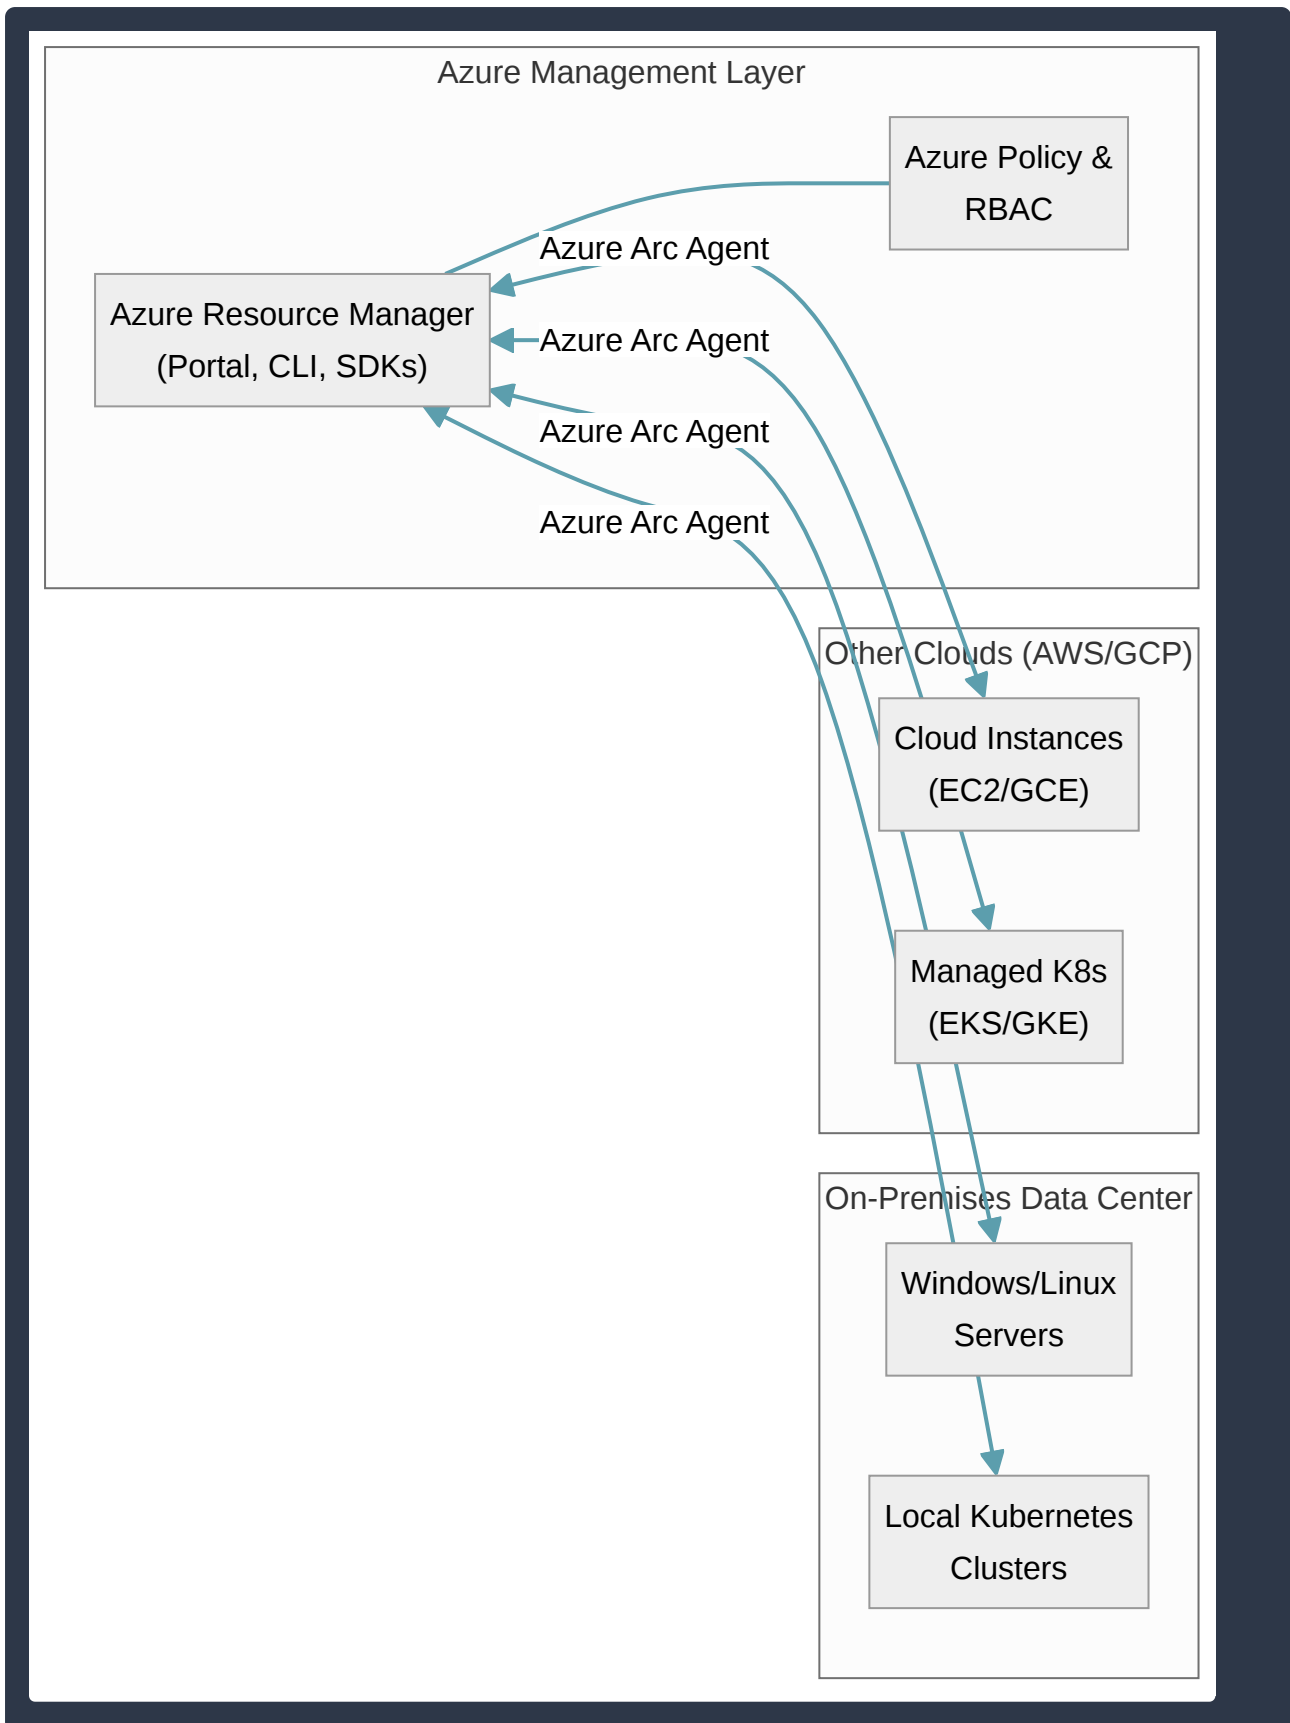 Azure Management Layer
Azure Policy &
RBAC
Azure Arc Agent
Azure Resource Manager
(Portal, CLI, SDKs)
Azure Arc Agent
Azure Arc Agent
Azure Arc Agent
Other Clouds (AWS/GCP)
Cloud Instances
(EC2/GCE)
Managed K8s
(EKS/GKE)
On-Premises Data Center
Windows/Linux
Servers
Local Kubernetes
Clusters